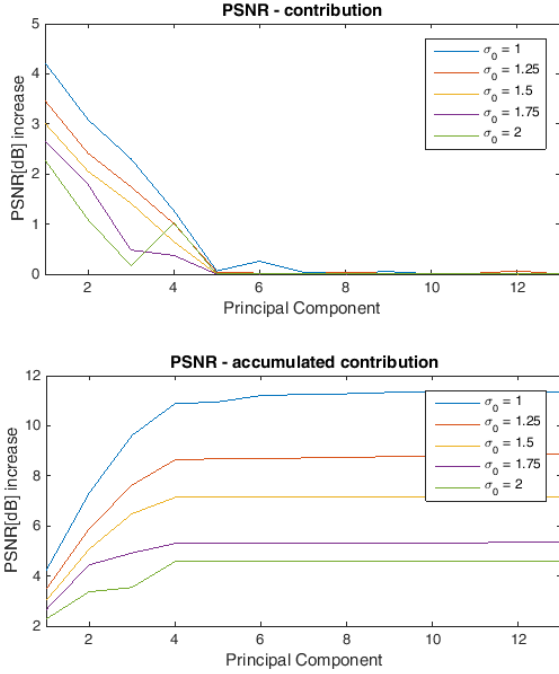 PSNR - contribution
5
4
3
2
1
0
PSNR[dB] increase
σ0 = 1
σ0 = 1.25
σ0 = 1.5
σ0 = 1.75
σ0 = 2
2 4 6 8 10 12
Principal Component
PSNR - accumulated contribution
12
10
8
6
4
2
PSNR[dB] increase
σ0 = 1
σ0 = 1.25
σ0 = 1.5
σ0 = 1.75
σ0 = 2
2 4 6 8 10 12
Principal Component